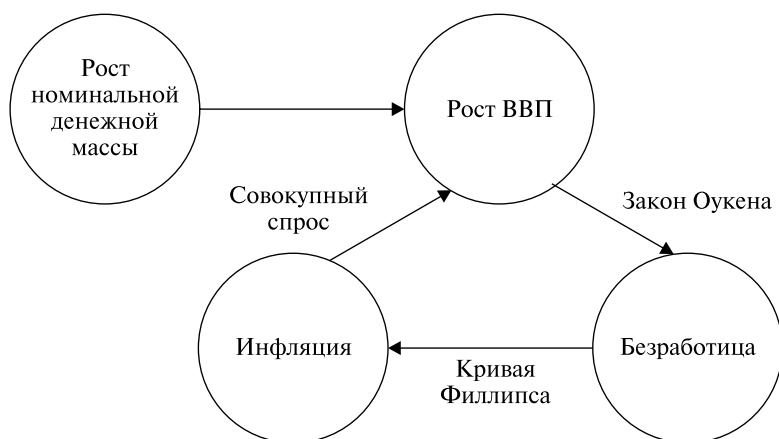 Рост
номинальной
денежной
массы
Рост ВВП
Совокупный
спрос
Закон Оукена
Инфляция
Безработица
Кривая
Филлипса